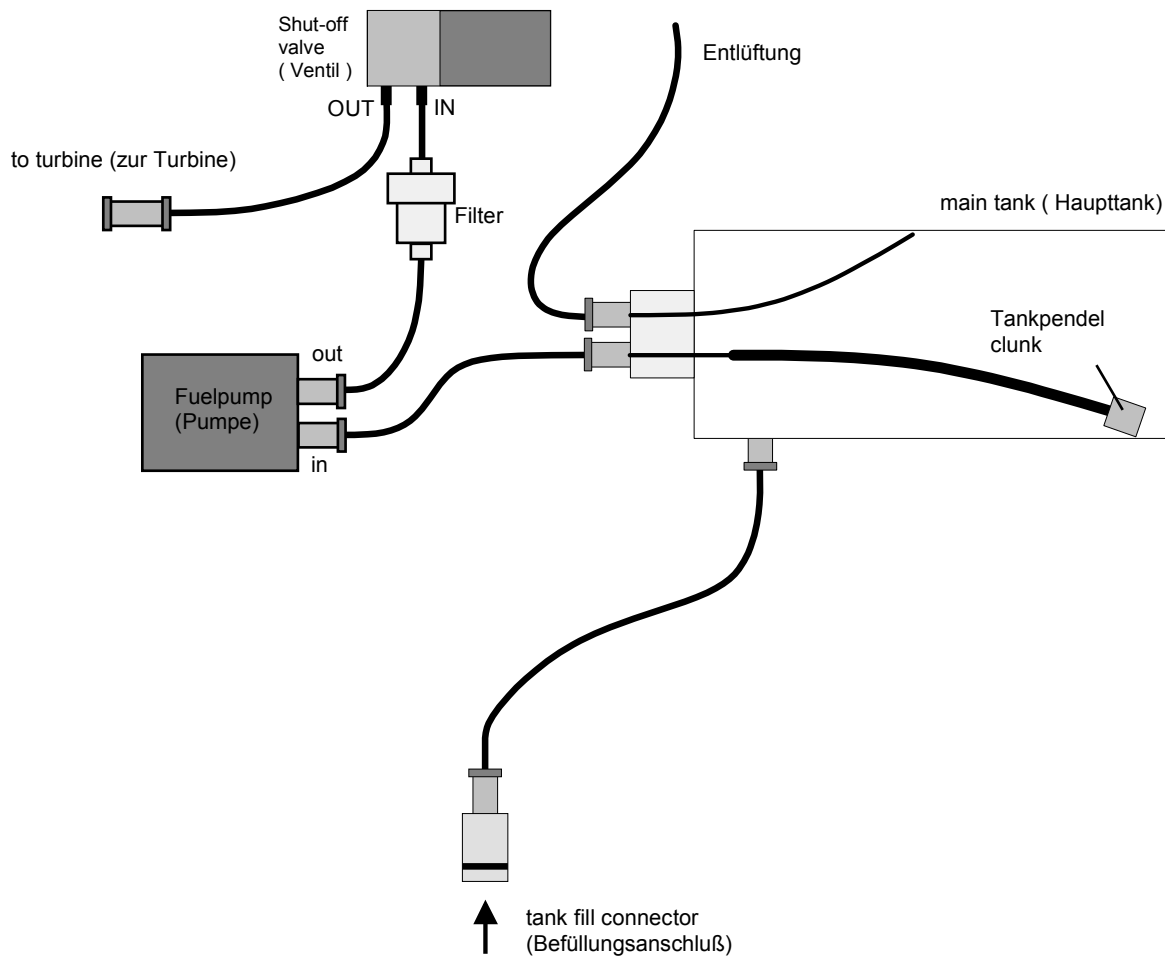 Shut-off
valve
( Ventil )
OUT
IN
Entlüftung
to turbine (zur Turbine)
Filter
main tank ( Haupttank)
Tankpendel
clunk
out
Fuelpump
(Pumpe)
in
tank fill connector
(Befüllungsanschluß)